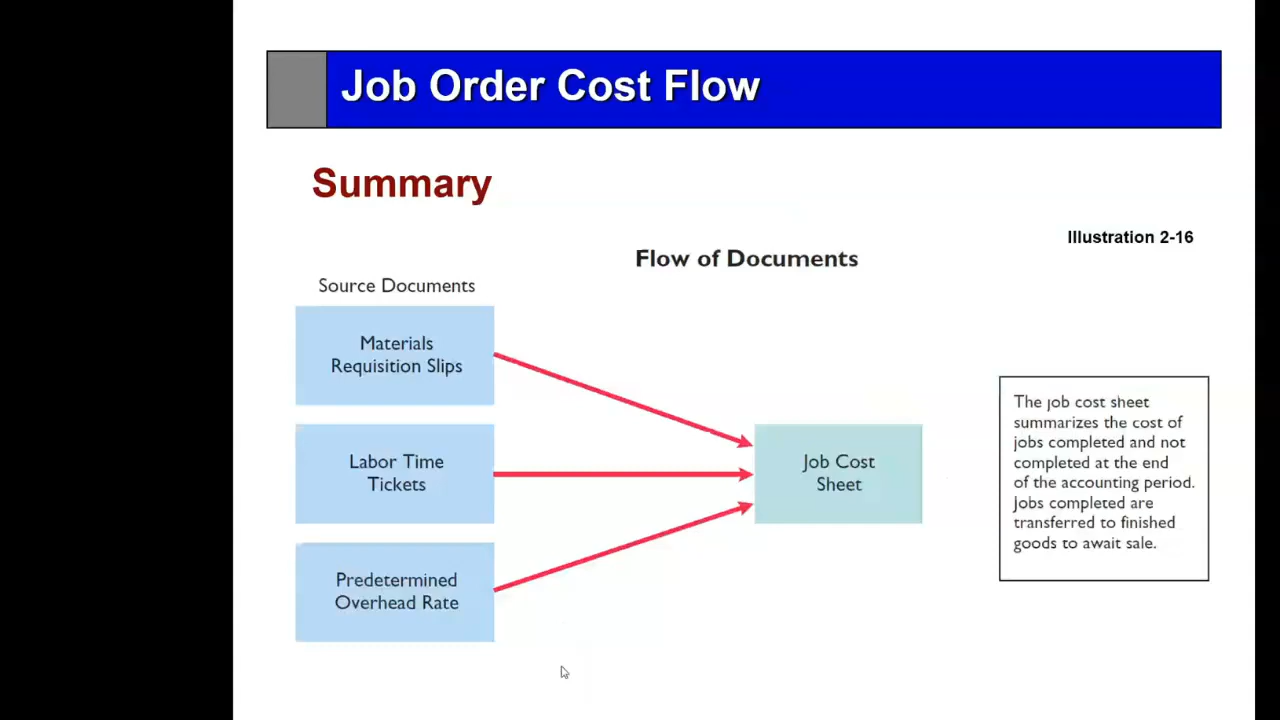 Job Order Cost Flow
Summary
Illustration 2-16
Flow of Documents
Source Documents
Materials
Requisition Slips
Labor Time
Tickets
Predetermined
Overhead Rate
Job Cost
Sheet
The job cost sheet
summarizes the cost of
jobs completed and not
completed at the end
of the accounting period.
Jobs completed are
transferred to finished
goods to await sale.